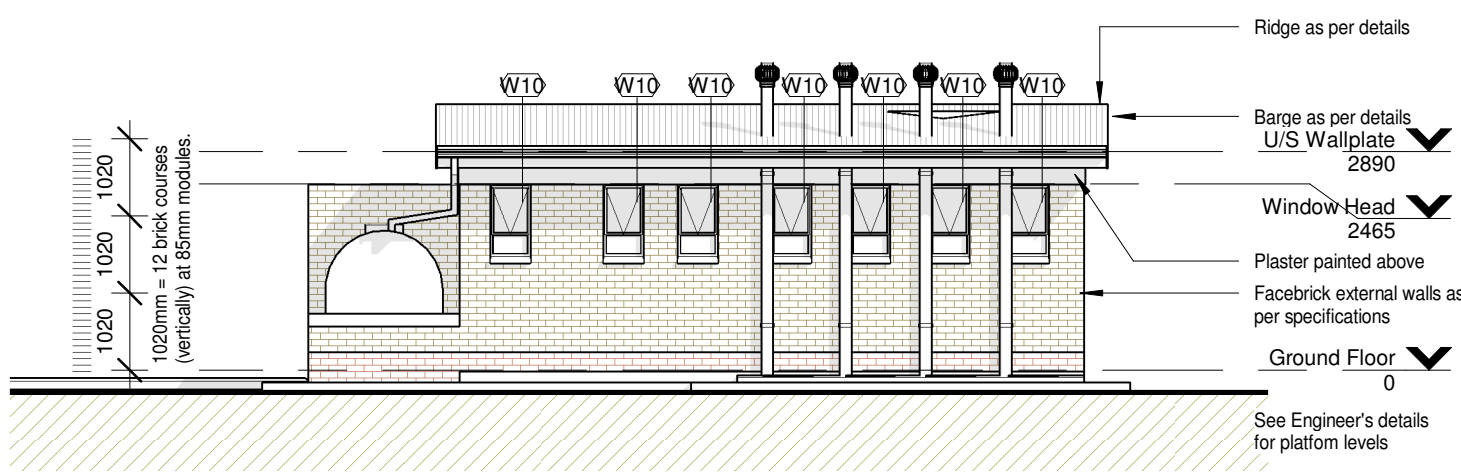 Ridge as per details
W10 W10 W10 W10 W10 W10 W10
Barge as per details
U/S Wallplate
2890
Window Head
2465
Plaster painted above
Facebrick external walls as
per specifications
Ground Floor
0
See Engineer's details
for platfom levels
1020
1020
1020
1020mm = 12 brick courses
(vertically) at 85mm modules.